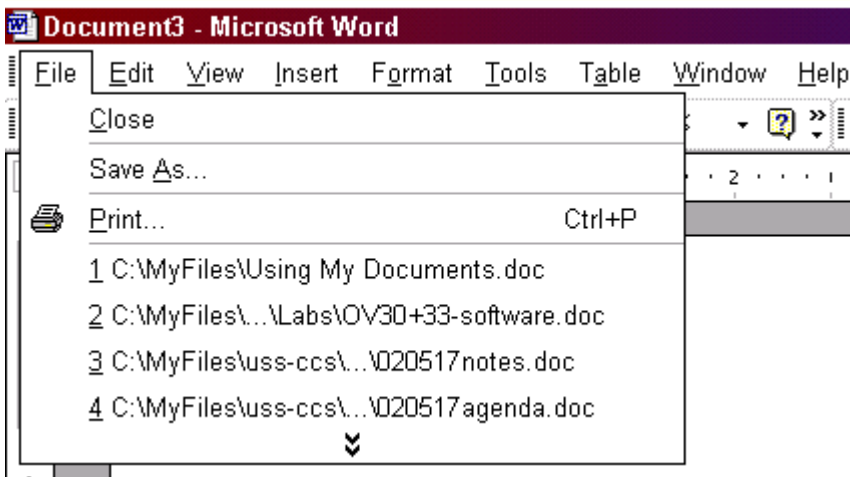 Document3 - Microsoft Word
File Edit View Insert Format Tools Table Window Help
Close
Save As...
2
Print... Ctrl+P
1 C:\MyFiles\Using My Documents.doc
2 C:\MyFiles\...\Labs\OV30+33-software.doc
3 C:\MyFiles\uss-ccs\...\020517notes.doc
4 C:\MyFiles\uss-ccs\...\020517agenda.doc